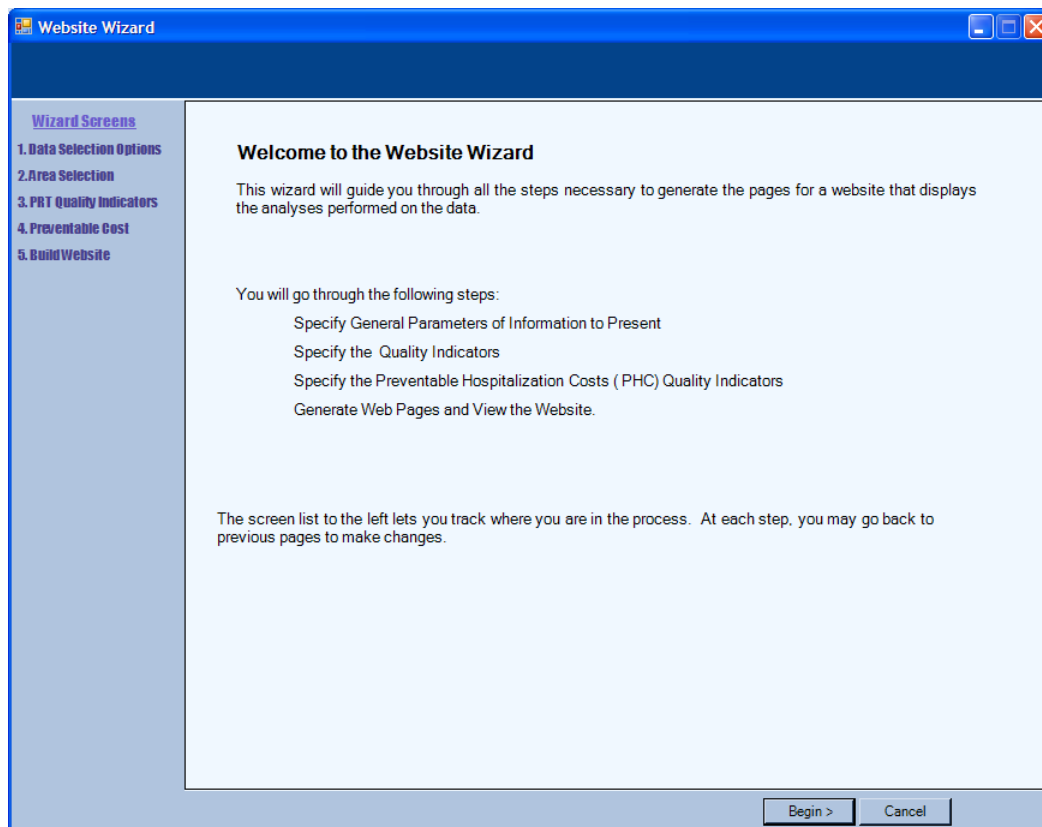 Website Wizard
Wizard Screens
1. Data Selection Options
2.Area Selection
3. PRT Quality Indicators
4. Preventable Cost
5. Build Website
Welcome to the Website Wizard
This wizard will guide you through all the steps necessary to generate the pages for a website that displays
the analyses performed on the data.
You will go through the following steps:
Specify General Parameters of Information to Present
Specify the  Quality Indicators
Specify the Preventable Hospitalization Costs ( PHC) Quality Indicators
Generate Web Pages and View the Website.
The screen list to the left lets you track where you are in the process.  At each step, you may go back to
previous pages to make changes.
Begin >
Cancel